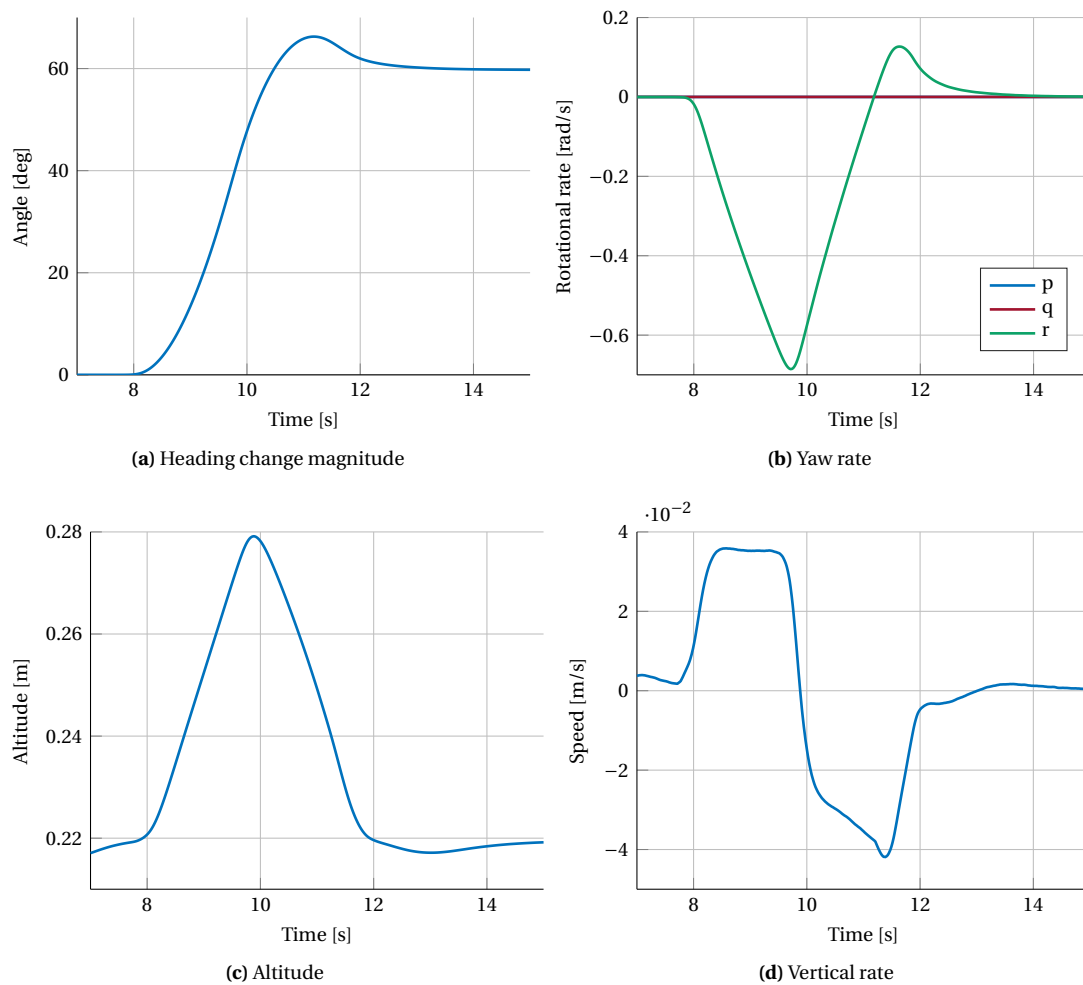 60
40
20
0
8
10
12
14
Angle [deg]
Time [s]
(a) Heading change magnitude
0.2
0
−0.2
−0.4
−0.6
8
10
12
14
Rotational rate [rad/s]
Time [s]
p
q
r
(b) Yaw rate
0.28
0.26
0.24
0.22
8
10
12
14
Altitude [m]
Time [s]
(c) Altitude
·10−2
4
2
0
−2
−4
8
10
12
14
Speed [m/s]
Time [s]
(d) Vertical rate